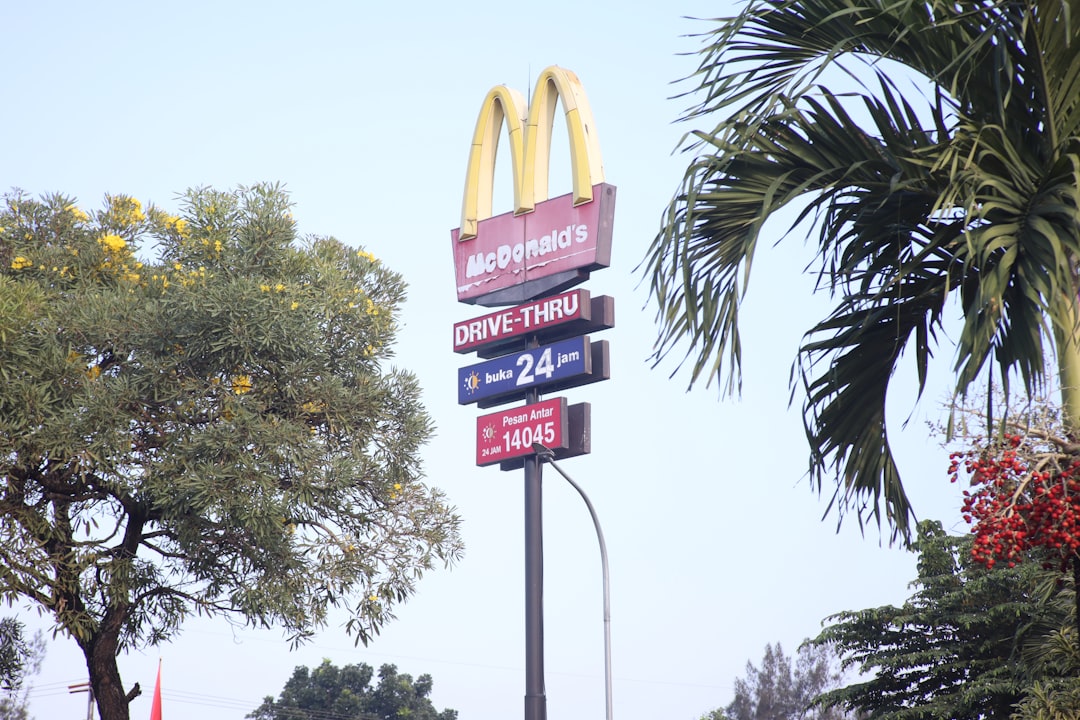 McDonald's
DRIVE-THRU
buka 24 jam
Pesan Antar
24 JAM 14045